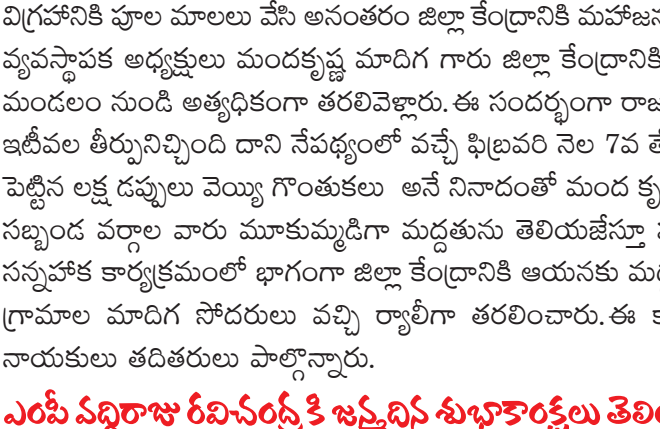 విగ్రహానికి పూల మాలలు వేసి అనంతరం జిల్లా కేంద్రానికి మహాజన
వ్యవస్థాపక అధ్యక్షులు మందకృష్ణ మాదిగ గారు జిల్లా కేంద్రానికి
మండలం నుండి అత్యధికంగా తరలివెళ్లారు.ఈ సందర్భంగా రాజ
ఇటీవల తీర్పునిచ్చింది దాని నేపథ్యంలో వచ్చే ఫిబ్రవరి నెల 7వ తే
పెట్టిన లక్ష డప్పులు వెయ్యి గొంతుకలు అనే నినాదంతో మంద కృ
సబ్బండ వర్గాల వారు మూకుమ్మడిగా మద్దతును తెలియజేస్తూ
సన్నహాక కార్యక్రమంలో భాగంగా జిల్లా కేంద్రానికి ఆయనకు
గ్రామాల మాదిగ సోదరులు వచ్చి ర్యాలీగా తరలించారు.ఈ
నాయకులు తదితరులు పాల్గొన్నారు.
ఎంపీ వద్దిరాజు రవిచంద్ర కి జన్మదిన శుభాకాంక్షలు తెలి